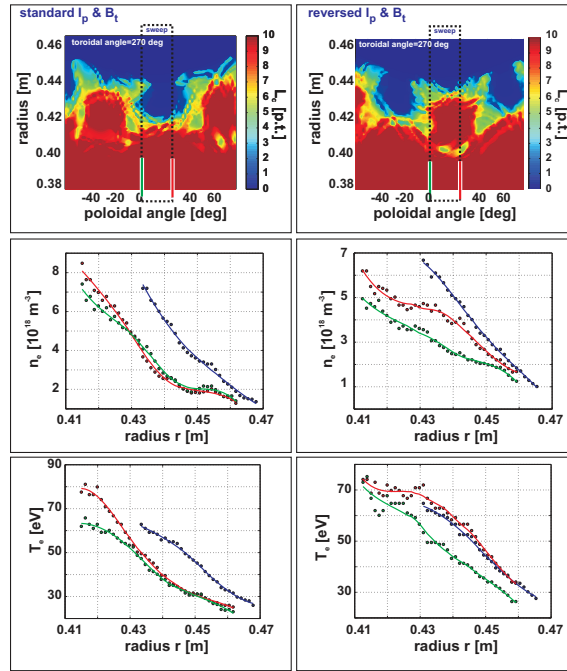 standard I_p & B_t
reversed I_p & B_t
sweep
toroidal angle=270 deg
0.46
0.44
0.42
0.40
0.38
radius [m]
-40 -20 0 20 40 60
poloidal angle [deg]
10
9
8
7
6
5
4
3
2
1
0
L_c [p.t.]
sweep
toroidal angle=270 deg
0.46
0.44
0.42
0.40
0.38
radius [m]
-40 -20 0 20 40 60
poloidal angle [deg]
10
9
8
7
6
5
4
3
2
1
0
L_c [p.t.]
8
6
4
2
n_e [10^18 m^-3]
0.41 0.43 0.45 0.47
radius r [m]
7
5
3
1
n_e [10^18 m^-3]
0.41 0.43 0.45 0.47
radius r [m]
90
70
50
30
T_e [eV]
0.41 0.43 0.45 0.47
radius r [m]
70
50
30
T_e [eV]
0.41 0.43 0.45 0.47
radius r [m]